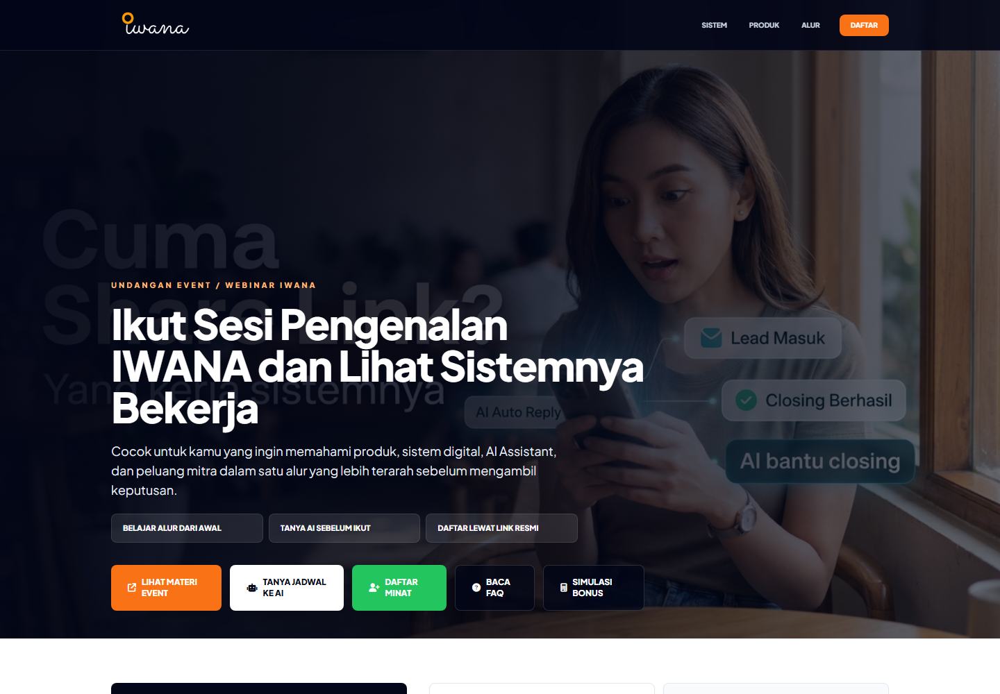 iwana
SISTEM
PRODUK
ALUR
DAFTAR
Cuma
Share Link?
Yang kerja sistemnya
UNDANGAN EVENT / WEBINAR IWANA
Ikut Sesi Pengenalan
IWANA dan Lihat Sistemnya
Bekerja
Lead Masuk
Closing Berhasil
AI Auto Reply
AI bantu closing
Cocok untuk kamu yang ingin memahami produk, sistem digital, AI Assistant,
dan peluang mitra dalam satu alur yang lebih terarah sebelum mengambil
keputusan.
BELAJAR ALUR DARI AWAL
TANYA AI SEBELUM IKUT
DAFTAR LEWAT LINK RESMI
LIHAT MATERI
EVENT
TANYA JADWAL
KE AI
DAFTAR
MINAT
BACA
FAQ
SIMULASI
BONUS